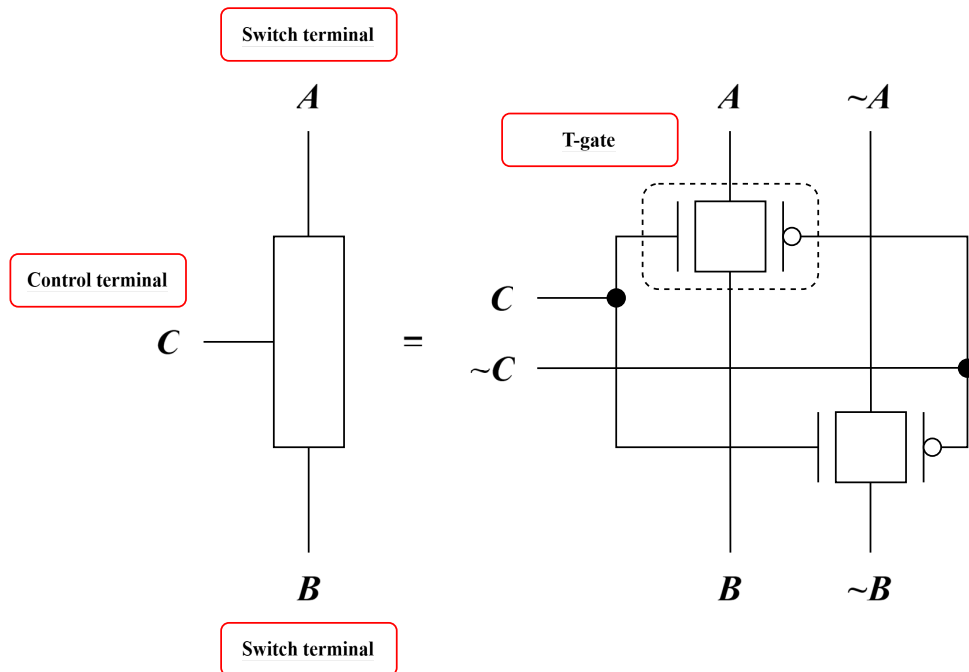 Switch terminal
A
A
~A
T-gate
Control terminal
C
=
C
~C
B
B
~B
Switch terminal